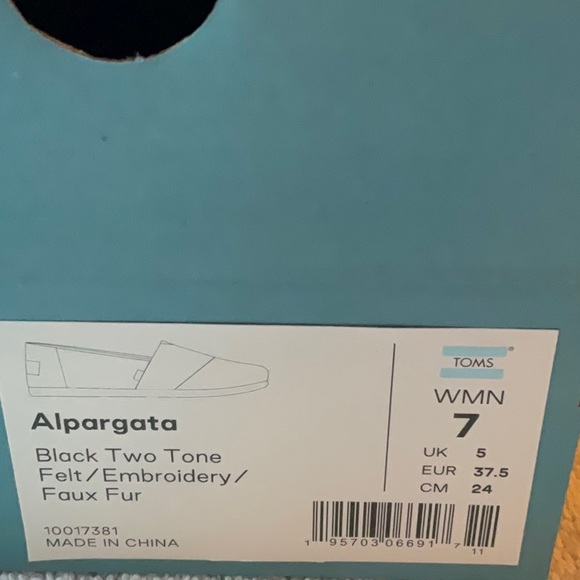 Alpargata
Black Two Tone
Felt/Embroidery/
Faux Fur
10017381
MADE IN CHINA
TOMS®
WMN
7
UK 5
EUR 37.5
CM 24
1 95703 06691 7
11